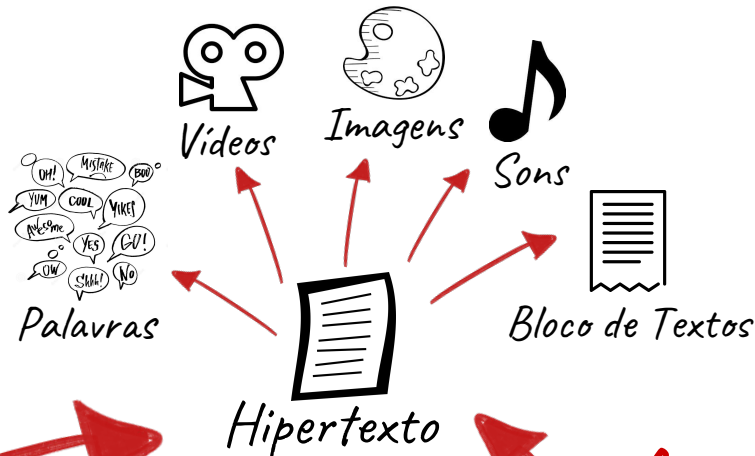 Vídeos
Imagens
Sons
OH!
MISTAKE
BOO
YUM
COOL
YIKES
AWESOME
YES
GO!
OW
Shhh!
NO
Palavras
Bloco de Textos
Hipertexto